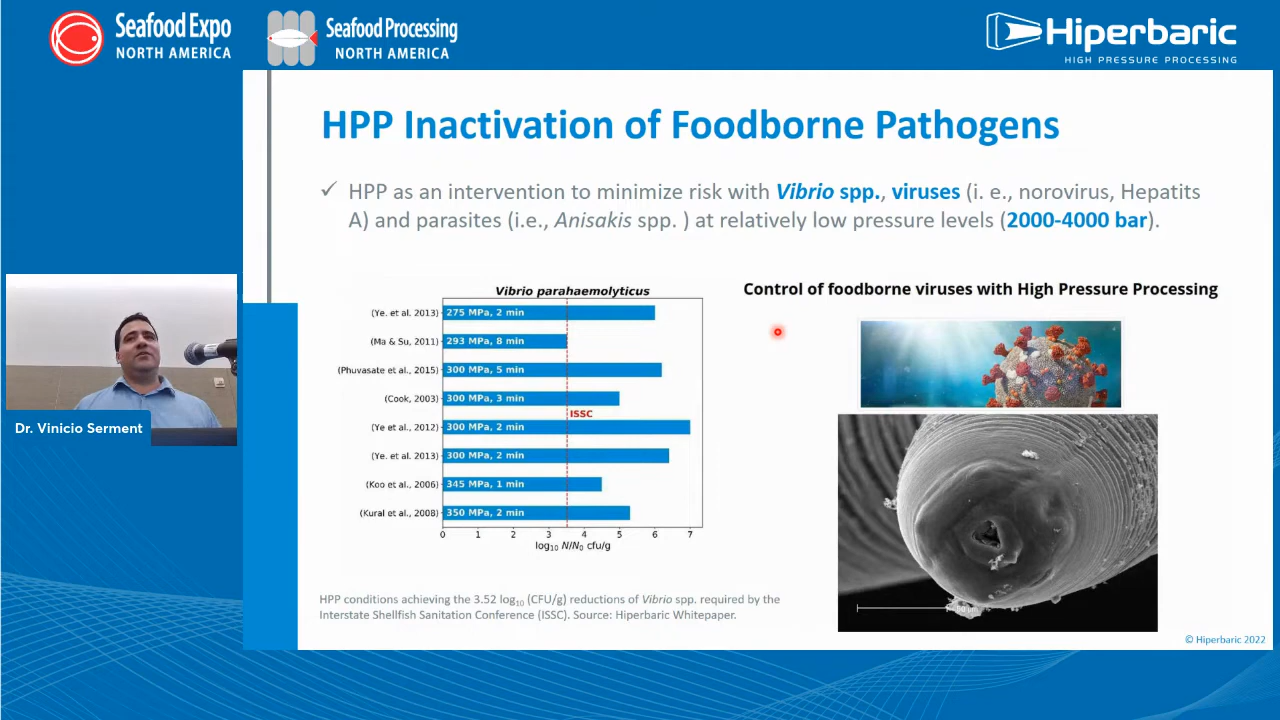 Seafood Expo
NORTH AMERICA
Seafood Processing
NORTH AMERICA
Hiperbaric
HIGH PRESSURE PROCESSING
HPP Inactivation of Foodborne Pathogens
✓ HPP as an intervention to minimize risk with Vibrio spp., viruses (i. e., norovirus, Hepatits
A) and parasites (i.e., Anisakis spp. ) at relatively low pressure levels (2000-4000 bar).
Vibrio parahaemolyticus
(Ye. et al. 2013) 275 MPa, 2 min
(Ma & Su, 2011) 293 MPa, 8 min
(Phuvasate et al., 2015) 300 MPa, 5 min
(Cook, 2003) 300 MPa, 3 min
ISSC
(Ye et al., 2012) 300 MPa, 2 min
(Ye. et al. 2013) 300 MPa, 2 min
(Koo et al., 2006) 345 MPa, 1 min
(Kural et al., 2008) 350 MPa, 2 min
0 1 2 3 4 5 6 7
log10 N/N0 cfu/g
HPP conditions achieving the 3.52 log10 (CFU/g) reductions of Vibrio spp. required by the
Interstate Shellfish Sanitation Conference (ISSC). Source: Hiperbaric Whitepaper.
Control of foodborne viruses with High Pressure Processing
Dr. Vinicio Serment
© Hiperbaric 2022